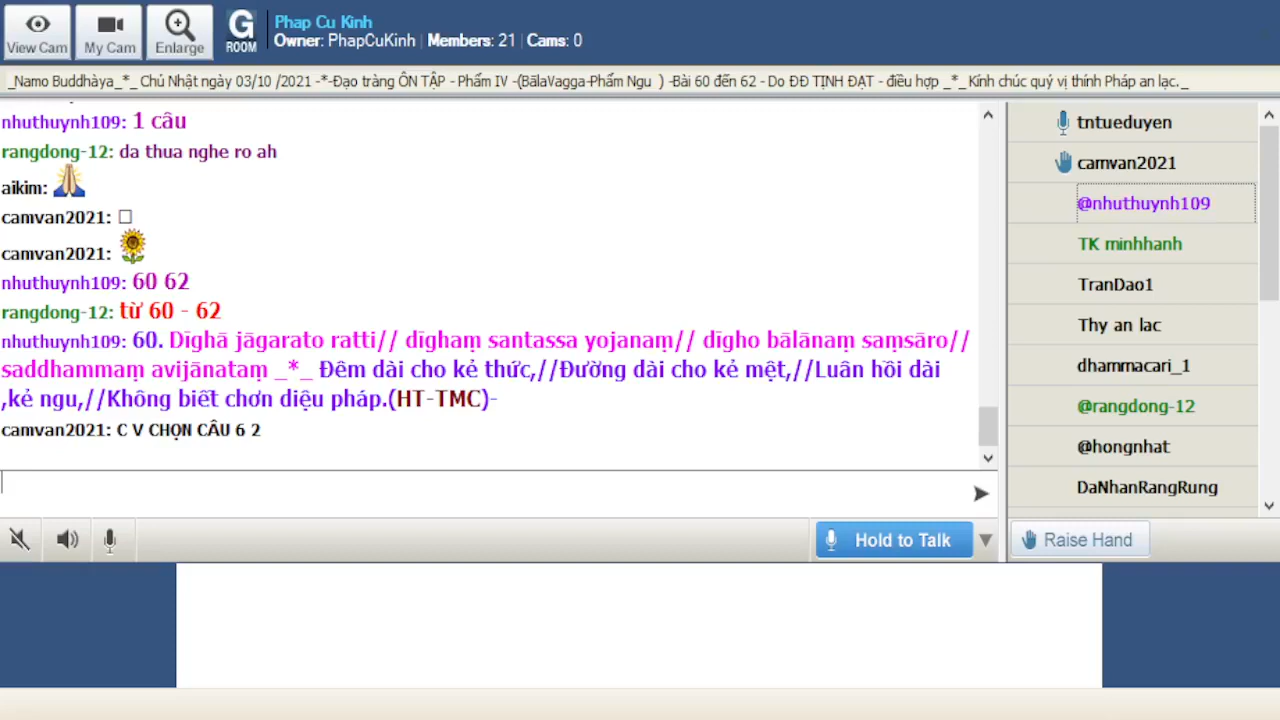 View Cam
My Cam
Enlarge
G
ROOM
Phap Cu Kinh
Owner: PhapCuKinh | Members: 21 | Cams: 0
_Namo Buddhàya_*_ Chủ Nhật ngày 03/10 /2021 -*-Đạo tràng ÔN TẬP - Phẩm IV -(BālaVagga-Phẩm Ngu ) -Bài 60 đến 62 - Do ĐĐ TỊNH ĐẠT - điều hợp _*_ Kính chúc quý vị thính Pháp an lạc._
nhuthuynh109: 1 câu
rangdong-12: da thua nghe ro ah
aikim: 🙏
camvan2021: □
camvan2021: 🌻
nhuthuynh109: 60 62
rangdong-12: từ 60 - 62
nhuthuynh109: 60. Dīghā jāgarato ratti// dīghaṃ santassa yojanaṃ// dīgho bālānaṃ saṃsāro//
saddhammaṃ avijānataṃ _*_ Đêm dài cho kẻ thức,//Đường dài cho kẻ mệt,//Luân hồi dài
,kẻ ngu,//Không biết chơn diệu pháp.(HT-TMC)-
camvan2021: C V CHỌN CÂU 6 2
tntueduyen
camvan2021
@nhuthuynh109
TK minhhanh
TranDao1
Thy an lac
dhammacari_1
@rangdong-12
@hongnhat
DaNhanRangRung
Hold to Talk
Raise Hand